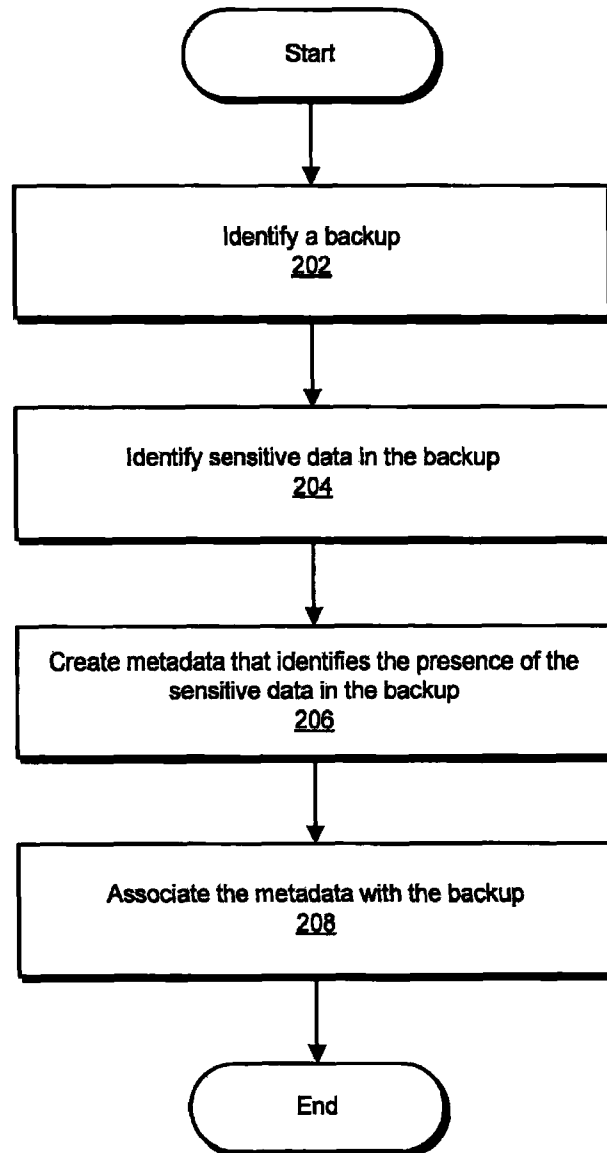 Start
Identify a backup
202
Identify sensitive data in the backup
204
Create metadata that identifies the presence of the
sensitive data in the backup
206
Associate the metadata with the backup
208
End